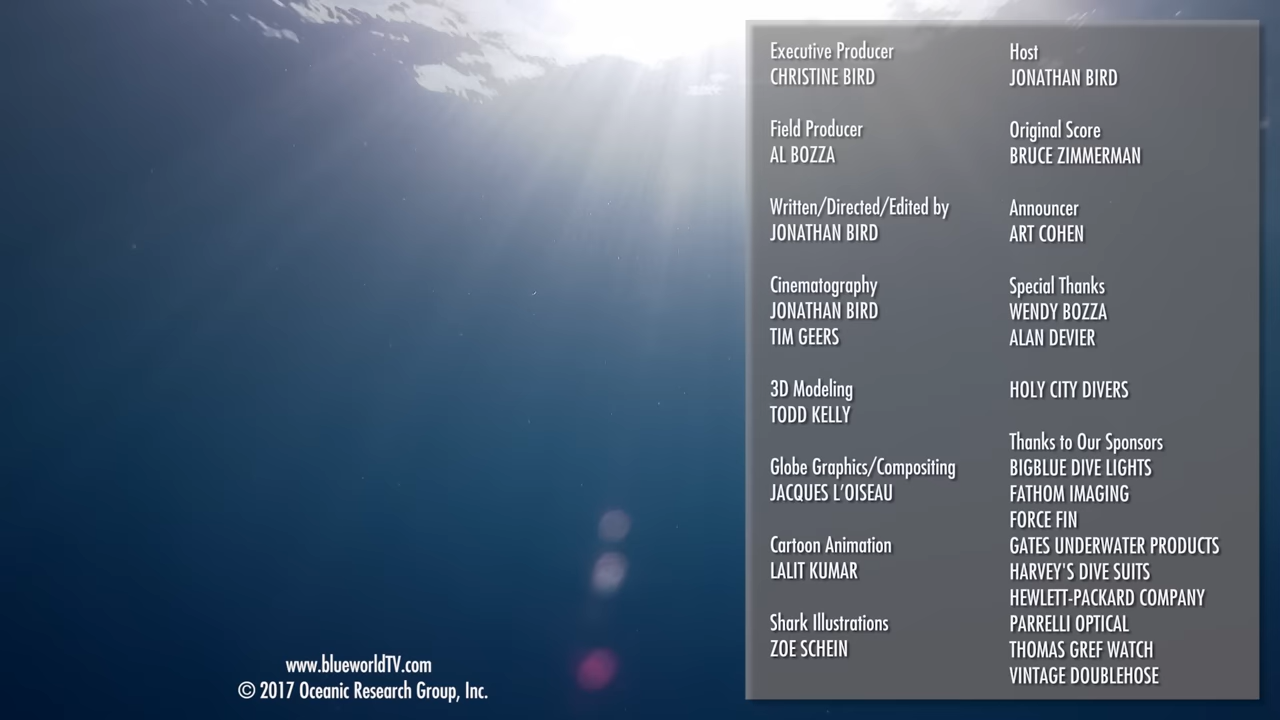 Executive Producer
CHRISTINE BIRD
Field Producer
AL BOZZA
Written/Directed/Edited by
JONATHAN BIRD
Cinematography
JONATHAN BIRD
TIM GEERS
3D Modeling
TODD KELLY
Globe Graphics/Compositing
JACQUES L'OISEAU
Cartoon Animation
LALIT KUMAR
Shark Illustrations
ZOE SCHEIN
Host
JONATHAN BIRD
Original Score
BRUCE ZIMMERMAN
Announcer
ART COHEN
Special Thanks
WENDY BOZZA
ALAN DEVIER
HOLY CITY DIVERS
Thanks to Our Sponsors
BIGBLUE DIVE LIGHTS
FATHOM IMAGING
FORCE FIN
GATES UNDERWATER PRODUCTS
HARVEY'S DIVE SUITS
HEWLETT-PACKARD COMPANY
PARRELLI OPTICAL
THOMAS GREF WATCH
VINTAGE DOUBLEHOSE
www.blueworldTV.com
© 2017 Oceanic Research Group, Inc.